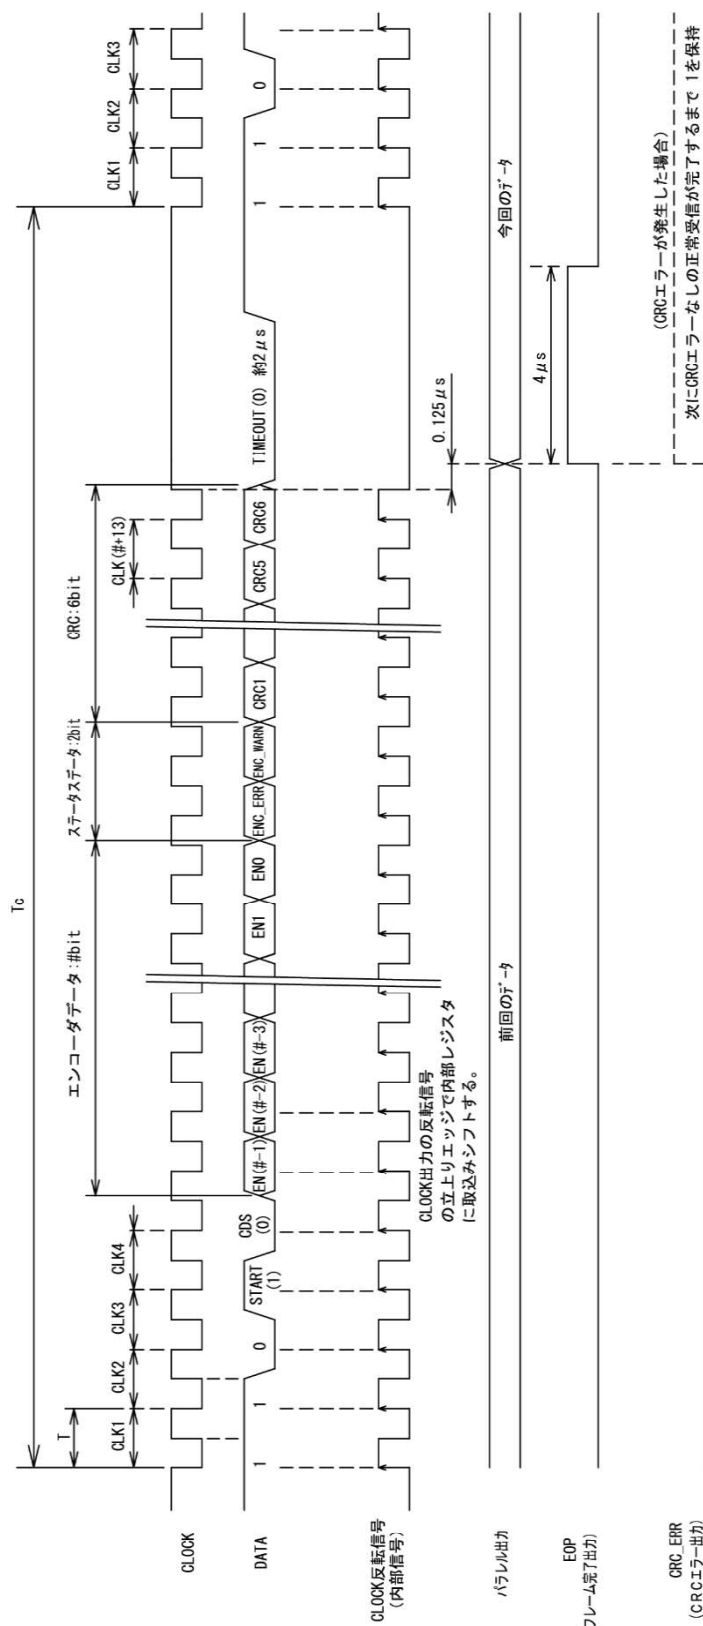 Tc
T
エンコーダデータ:#bit
ステータスデータ:2bit
CRC:6bit
CLK1
CLK2
CLK3
CLK4
CLK(#+13)
CLK1
CLK2
CLK3
CLOCK
DATA
1
1
0
START
(1)
CDS
(0)
EN(#-1)
EN(#-2)
EN(#-3)
EN1
EN0
ENC_ERR
ENC_WARN
CRC1
CRC5
CRC6
TIMEOUT(0) 約2μs
1
1
0
CLOCK反転信号
(内部信号)
CLOCK出力の反転信号
の立上りエッジで内部レジスタ
に取込みシフトする。
0.125μs
パラレル出力
前回のデータ
今回のデータ
EOP
フレーム完了出力)
4μs
CRC_ERR
(CRCエラー出力)
(CRCエラーが発生した場合)
次にCRCエラーなしの正常受信が完了するまで 1を保持